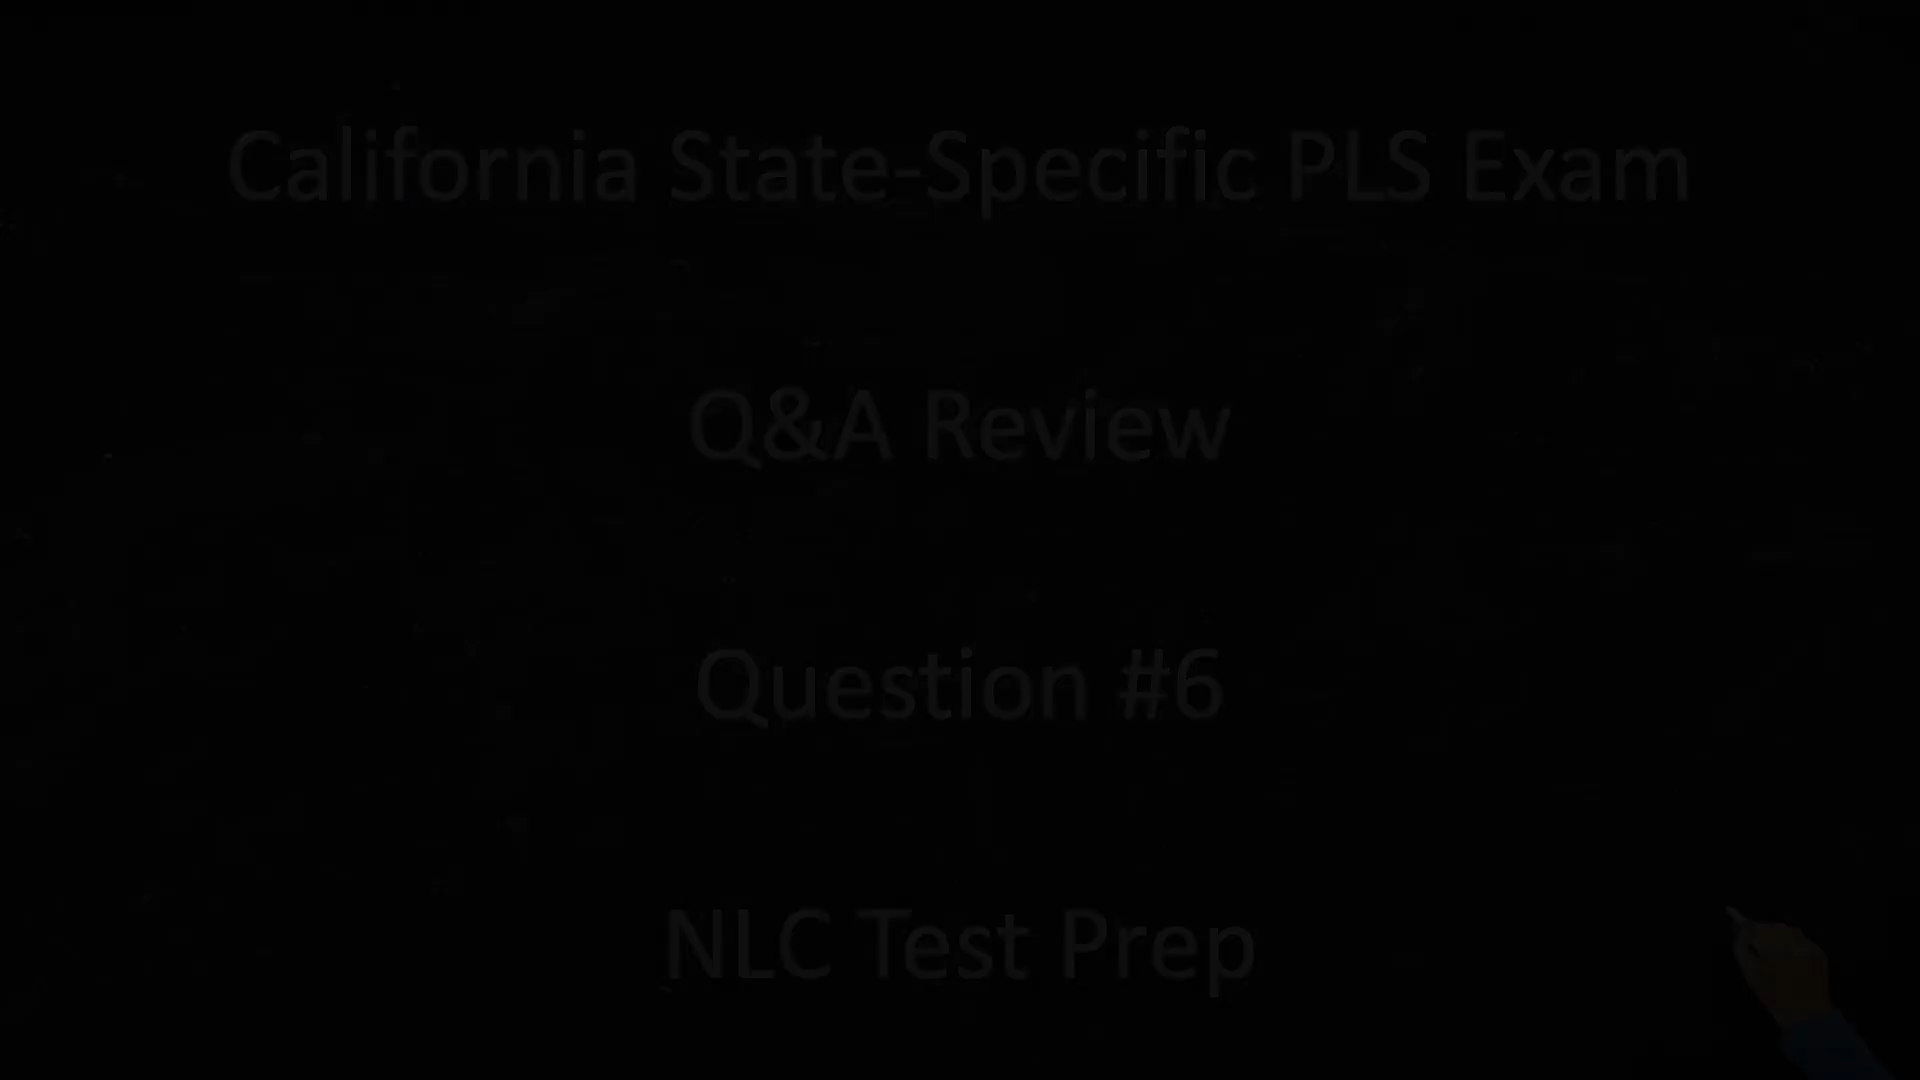 California State-Specific PLS Exam
Q&A Review
Question #6
NLC Test Prep